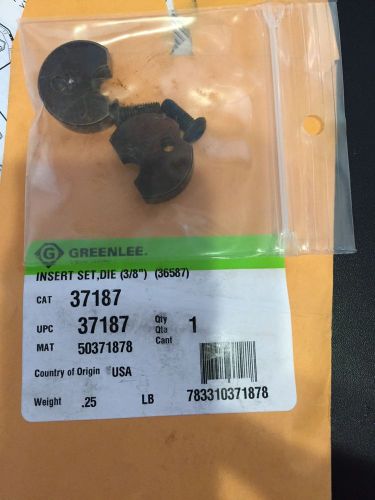 G GREENLEE.
INSERT SET,DIE (3/8") (36587)
CAT 37187
UPC 37187 Qty Qta Cant 1
MAT 50371878
Country of Origin USA
Weight .25 LB 783310371878